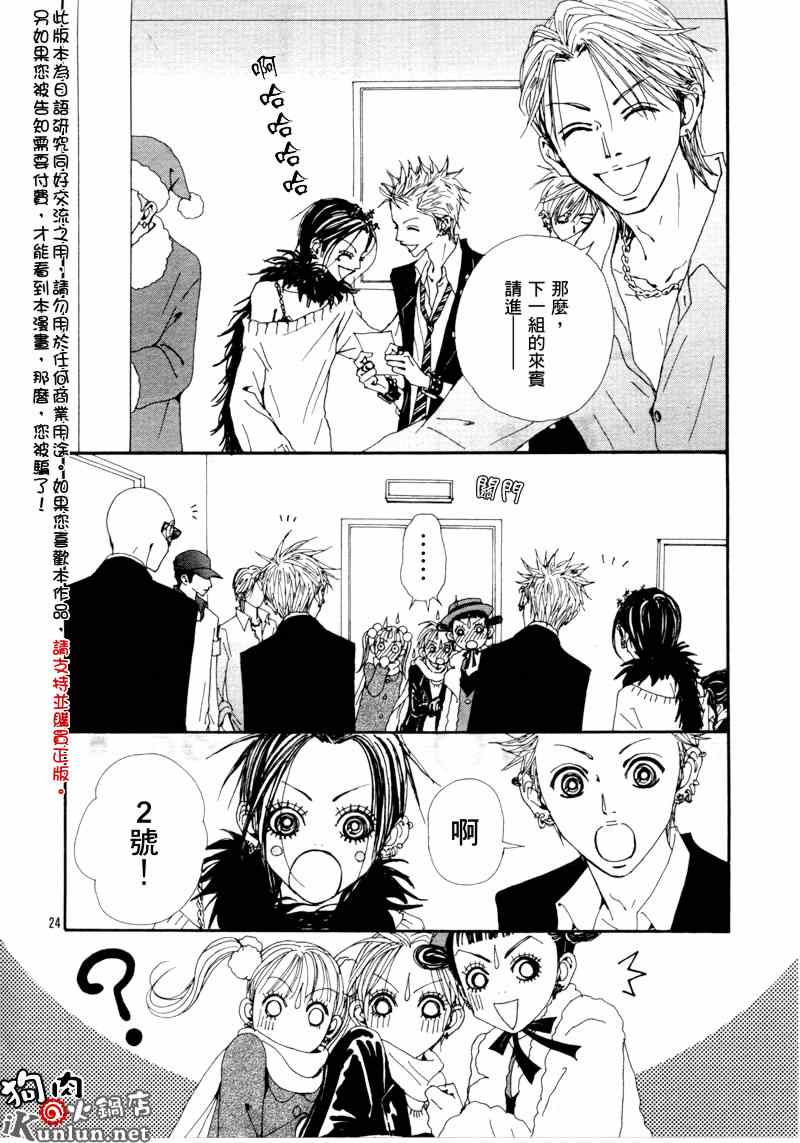 此版本為日語研究同好交流之用，請勿用於任何商業用途。如果您喜歡本作品，請支持並購買正版。
另如果您被告知需要付費，才能看到本漫畫，那麼，您被騙了！
啊哈哈哈哈
那麼，
下一組的來賓
請進——
關門
……
啊
2號！
？
24
狗肉
火鍋店
iKunlun.net